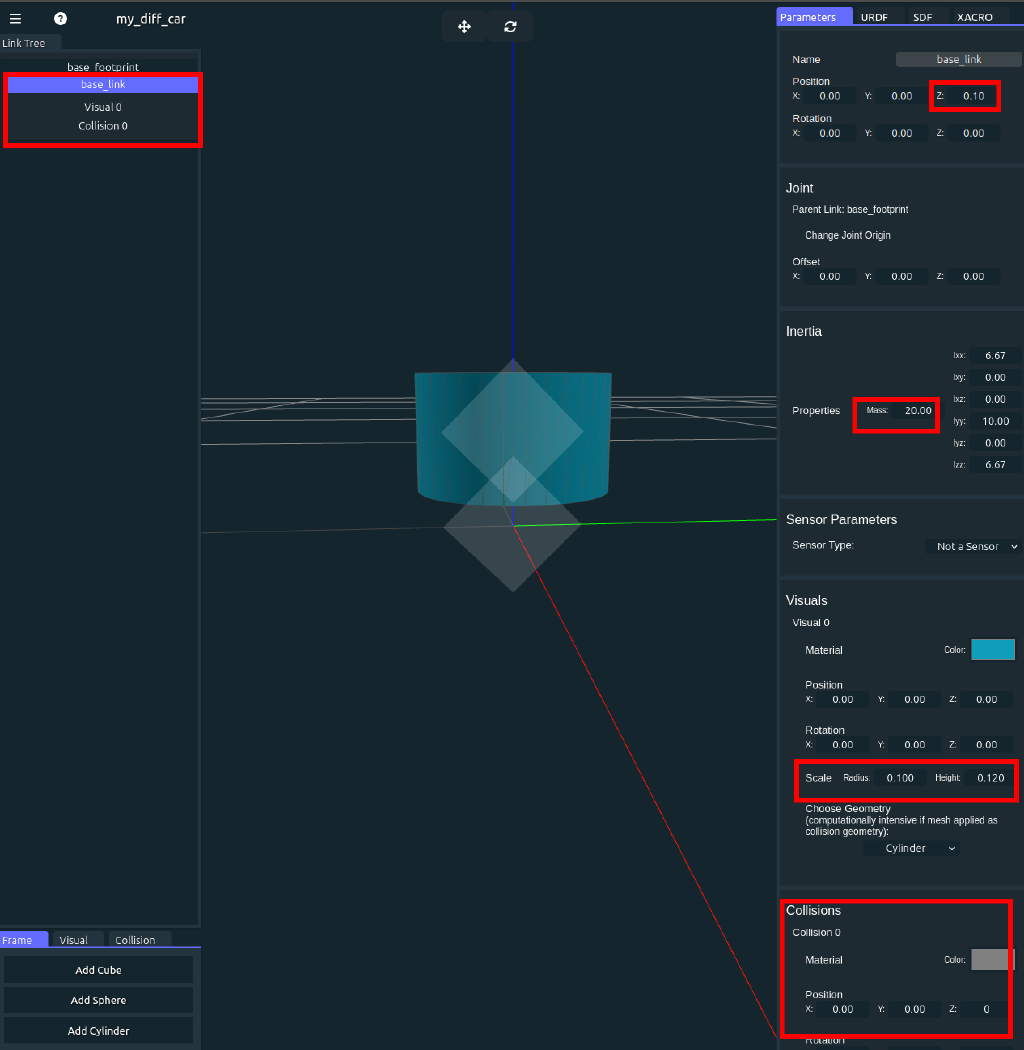 my_diff_car
Link Tree
base_footprint
base_link
Visual 0
Collision 0
Frame Visual Collision
Add Cube
Add Sphere
Add Cylinder
Parameters URDF SDF XACRO
Name base_link
Position
X: 0.00 Y: 0.00 Z: 0.10
Rotation
X: 0.00 Y: 0.00 Z: 0.00
Joint
Parent Link: base_footprint
Change Joint Origin
Offset
X: 0.00 Y: 0.00 Z: 0.00
Inertia
Ixx: 6.67
Ixy: 0.00
Ixz: 0.00
Properties Mass: 20.00
Iyy: 10.00
Iyz: 0.00
Izz: 6.67
Sensor Parameters
Sensor Type: Not a Sensor
Visuals
Visual 0
Material Color:
Position
X: 0.00 Y: 0.00 Z: 0.00
Rotation
X: 0.00 Y: 0.00 Z: 0.00
Scale Radius: 0.100 Height: 0.120
Choose Geometry
(computationally intensive if mesh applied as
collision geometry):
Cylinder
Collisions
Collision 0
Material Color:
Position
X: 0.00 Y: 0.00 Z: 0
Rotation